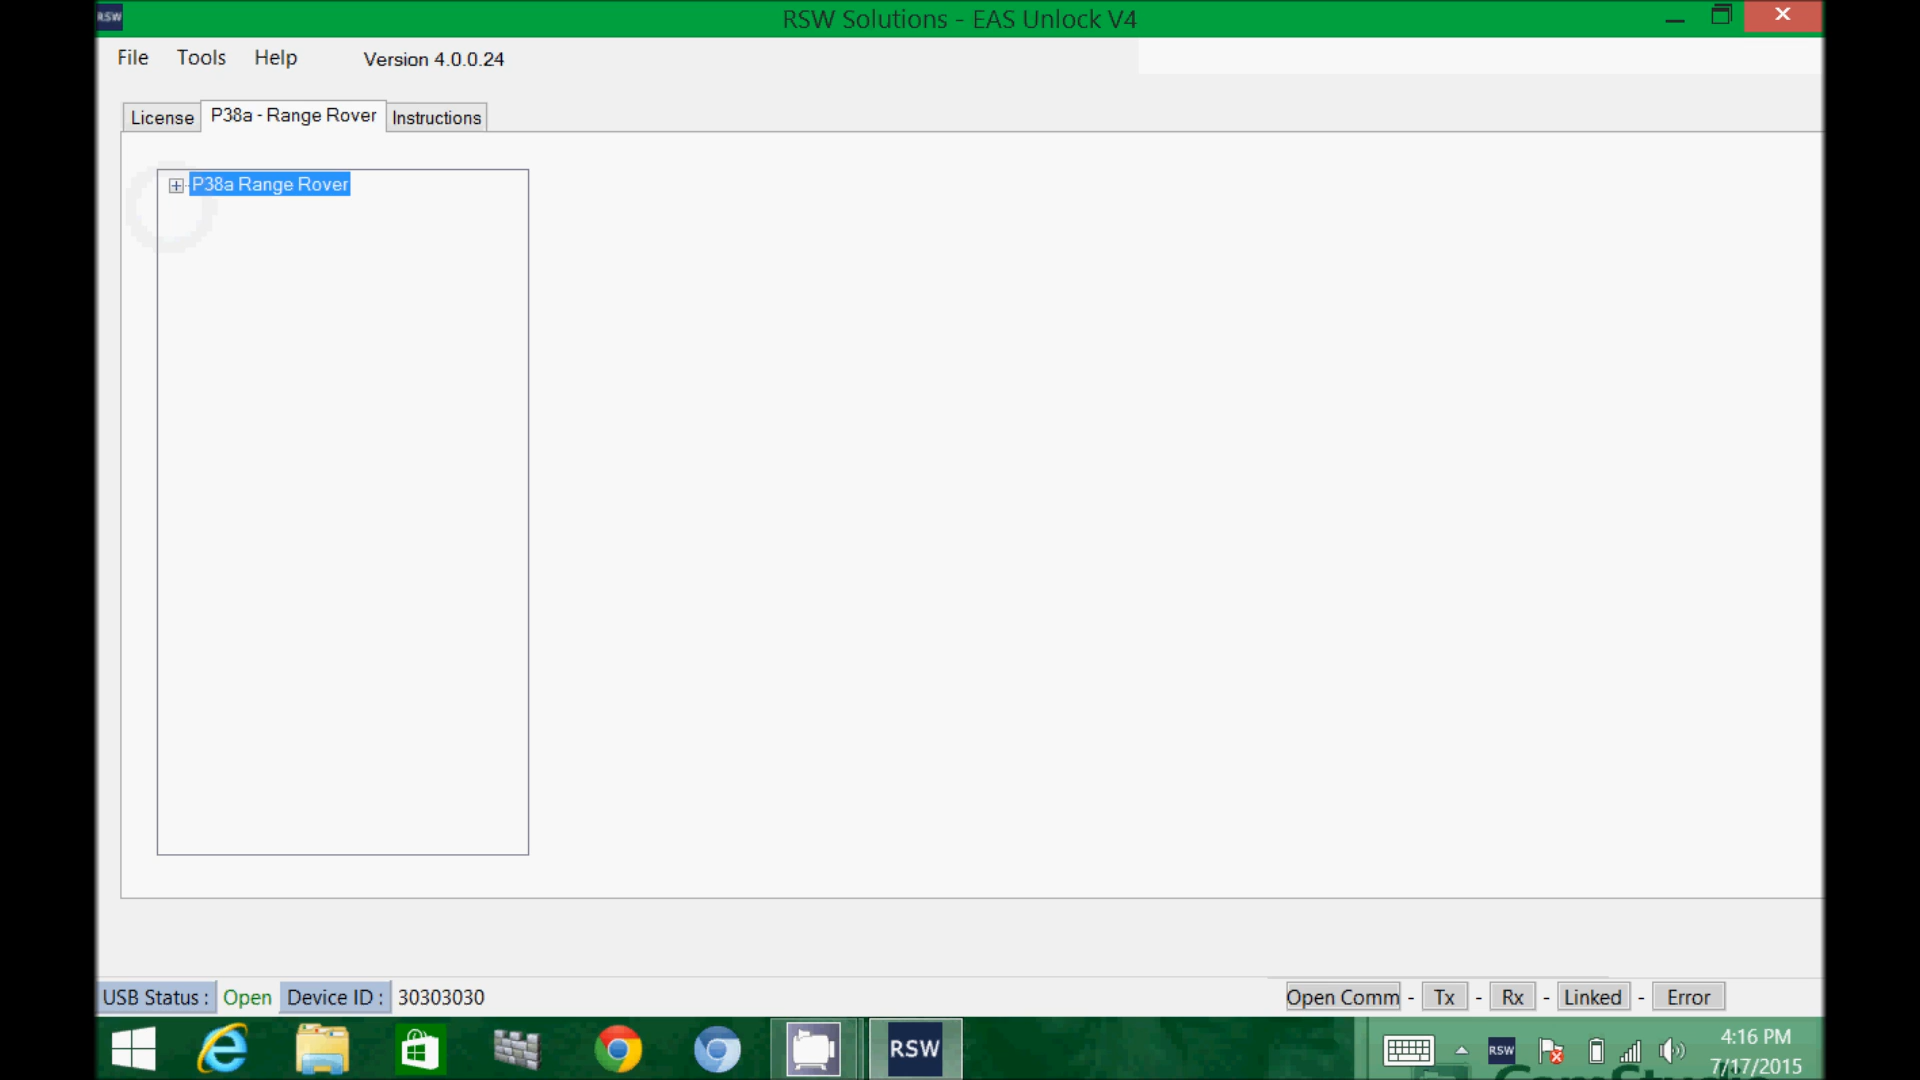 RSW
RSW Solutions - EAS Unlock V4
File Tools Help Version 4.0.0.24
License P38a - Range Rover Instructions
P38a Range Rover
USB Status : Open Device ID : 30303030 Open Comm - Tx - Rx - Linked - Error
RSW RSW 4:16 PM
7/17/2015